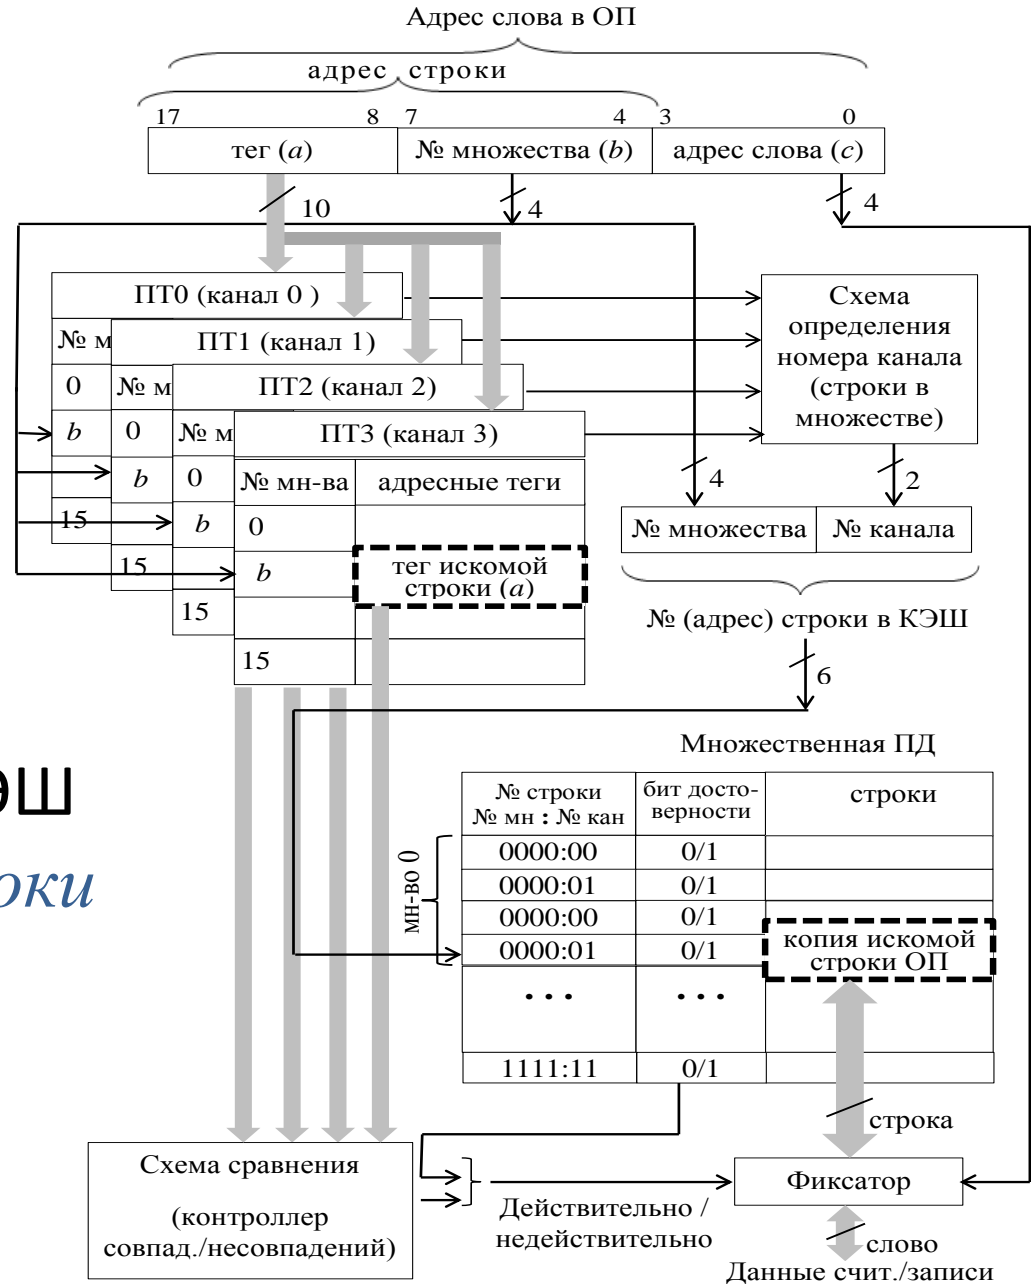 Адрес слова в ОП
адрес строки
17 8 7 4 3 0
тег (a) № множества (b) адрес слова (c)
10 4 4
ПТ0 (канал 0 )
№ м
0
b
15
ПТ1 (канал 1)
№ м
0
b
15
ПТ2 (канал 2)
№ м
0
b
15
ПТ3 (канал 3)
№ мн-ва адресные теги
0
b
тег искомой
строки (a)
15
Схема
определения
номера канала
(строки в
множестве)
4 2
№ множества № канала
№ (адрес) строки в КЭШ
6
ЭШ
оки
Множественная ПД
№ строки
№ мн : № кан
бит досто-
верности
строки
мн-во 0
0000:00 0/1
0000:01 0/1
0000:00 0/1
0000:01 0/1
копия искомой
строки ОП
... ...
1111:11 0/1
строка
Схема сравнения
(контроллер
совпад./несовпадений)
Действительно /
недействительно
Фиксатор
слово
Данные счит./записи